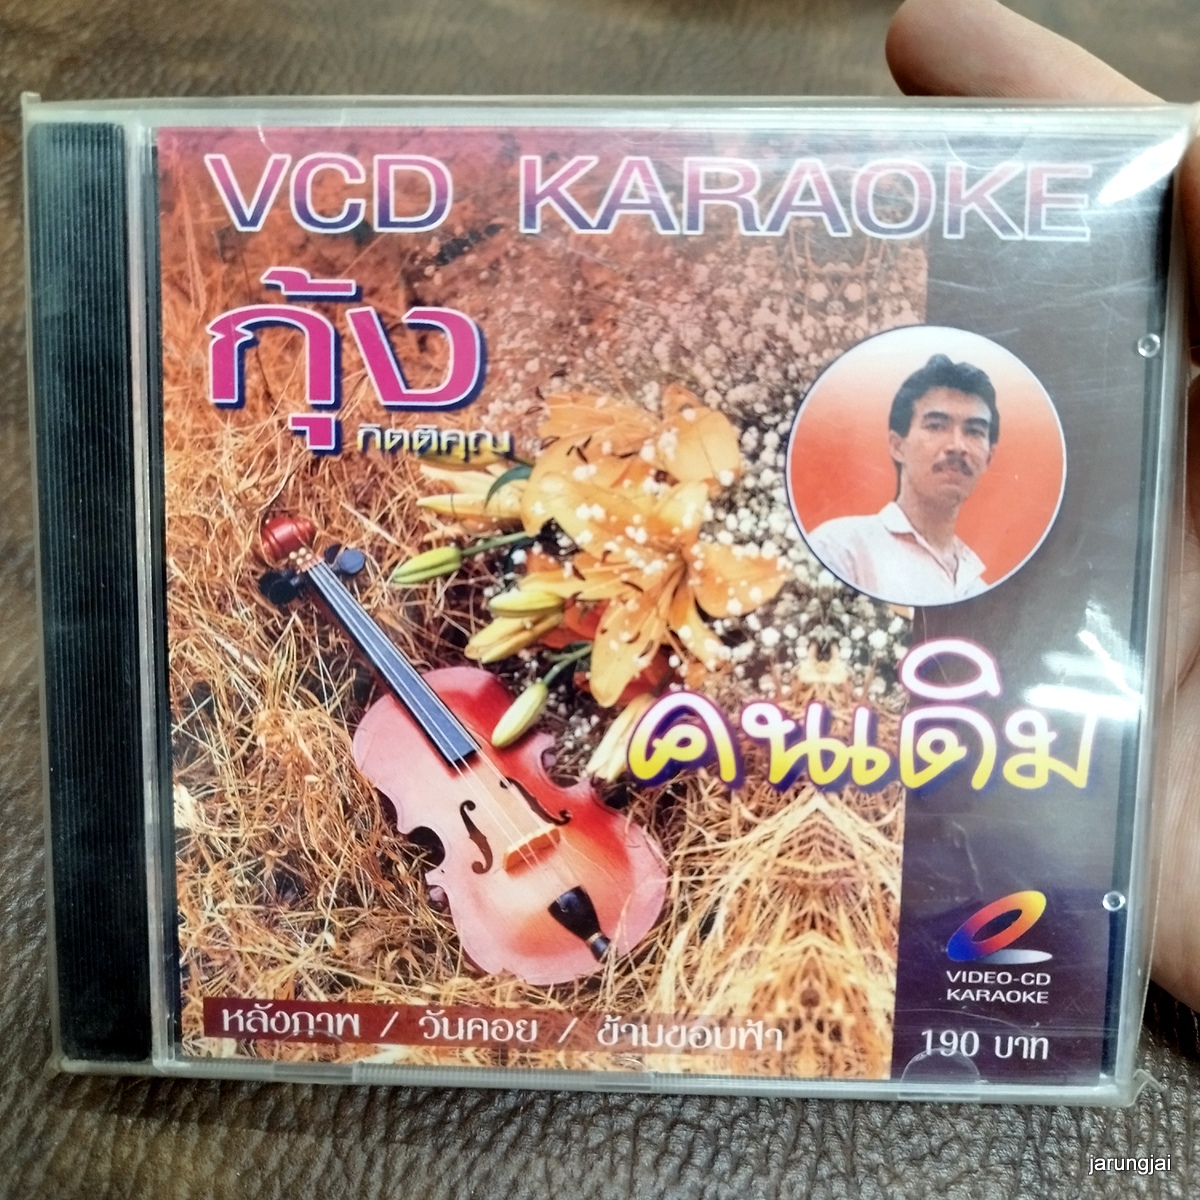 VCD KARAOKE
กุ้ง
กิตติคุณ
คนเดิม
VIDEO-CD
KARAOKE
หลังภาพ / วันคอย / ข้ามขอบฟ้า
190 บาท
jarungjai